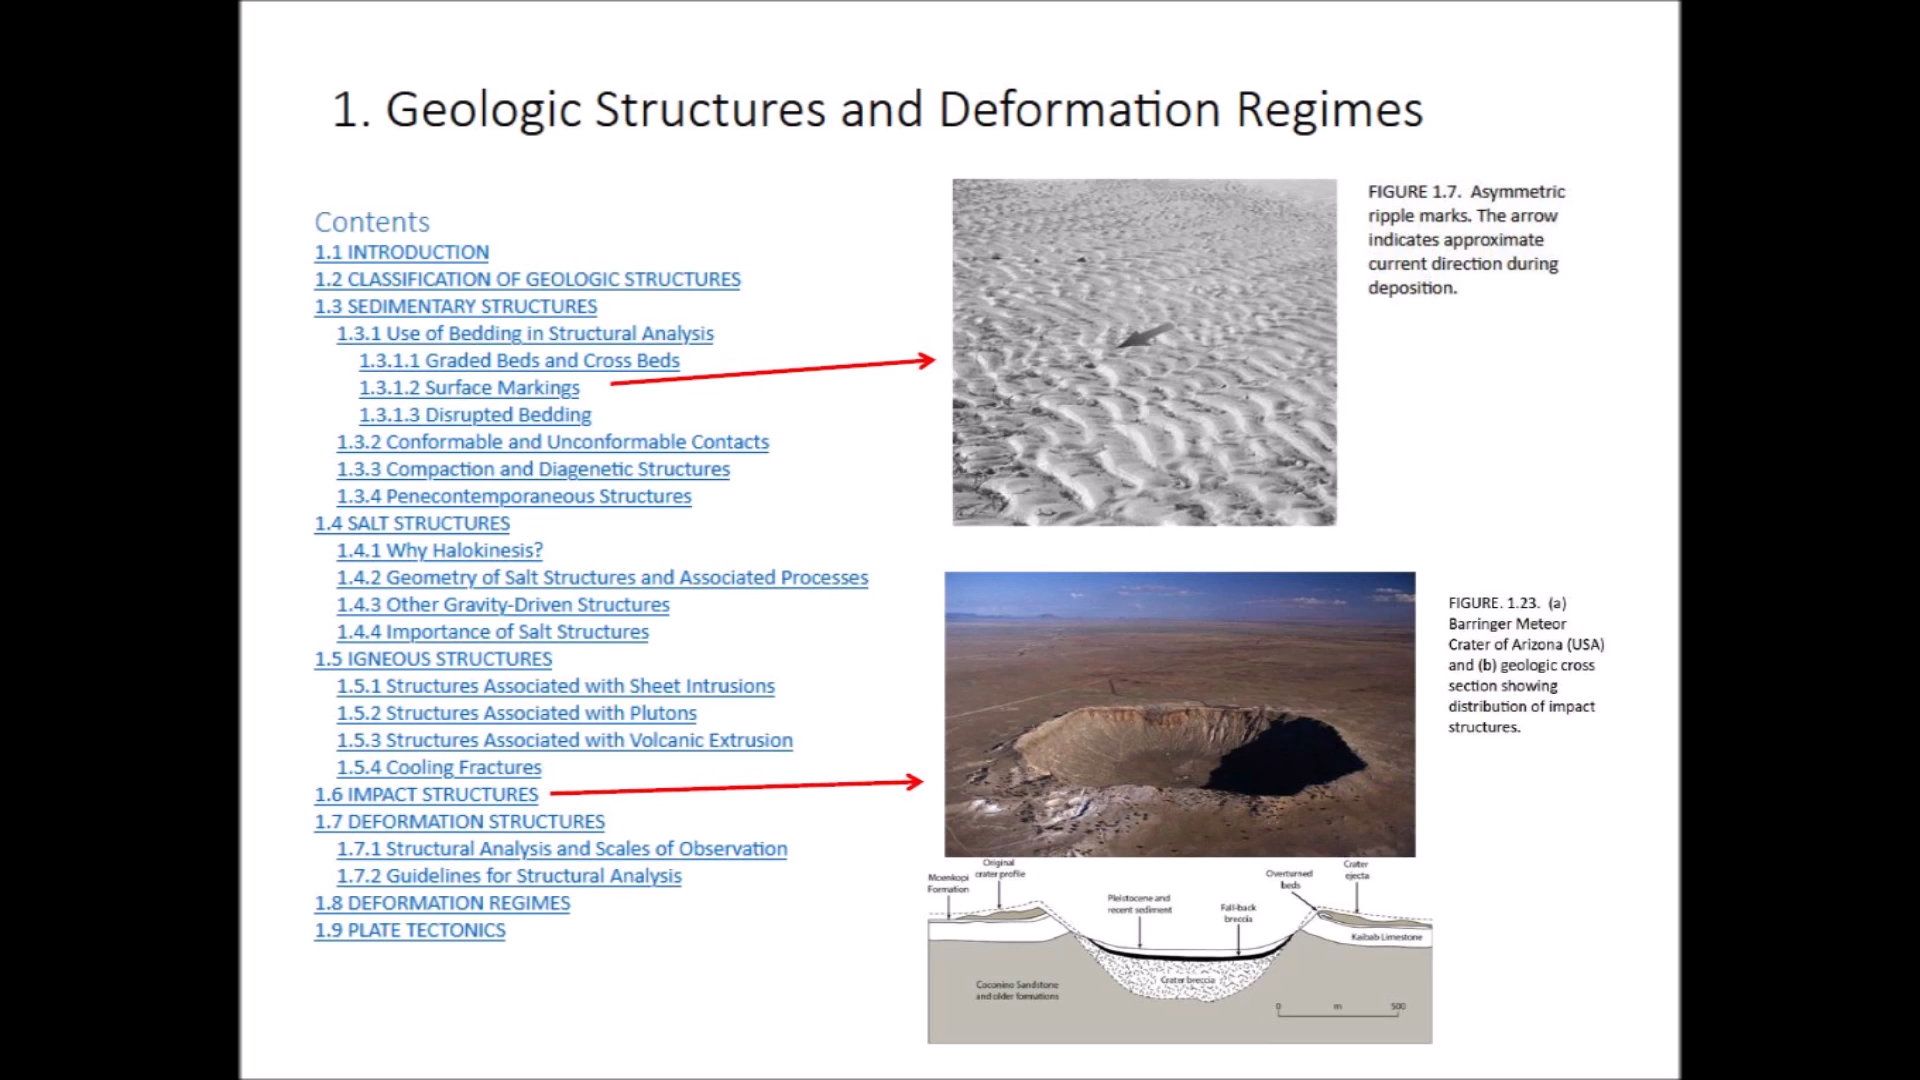 1. Geologic Structures and Deformation Regimes
Contents
1.1 INTRODUCTION
1.2 CLASSIFICATION OF GEOLOGIC STRUCTURES
1.3 SEDIMENTARY STRUCTURES
1.3.1 Use of Bedding in Structural Analysis
1.3.1.1 Graded Beds and Cross Beds
1.3.1.2 Surface Markings
1.3.1.3 Disrupted Bedding
1.3.2 Conformable and Unconformable Contacts
1.3.3 Compaction and Diagenetic Structures
1.3.4 Penecontemporaneous Structures
1.4 SALT STRUCTURES
1.4.1 Why Halokinesis?
1.4.2 Geometry of Salt Structures and Associated Processes
1.4.3 Other Gravity-Driven Structures
1.4.4 Importance of Salt Structures
1.5 IGNEOUS STRUCTURES
1.5.1 Structures Associated with Sheet Intrusions
1.5.2 Structures Associated with Plutons
1.5.3 Structures Associated with Volcanic Extrusion
1.5.4 Cooling Fractures
1.6 IMPACT STRUCTURES
1.7 DEFORMATION STRUCTURES
1.7.1 Structural Analysis and Scales of Observation
1.7.2 Guidelines for Structural Analysis
1.8 DEFORMATION REGIMES
1.9 PLATE TECTONICS
FIGURE 1.7. Asymmetric
ripple marks. The arrow
indicates approximate
current direction during
deposition.
FIGURE. 1.23. (a)
Barringer Meteor
Crater of Arizona (USA)
and (b) geologic cross
section showing
distribution of impact
structures.
Moenkopi
Formation
Original
crater profile
Pleistocene and
recent sediment
Fall-back
breccia
Overturned
beds
Crater
ejecta
Kaibab Limestone
Crater breccia
Coconino Sandstone
and older formations
0 m 500